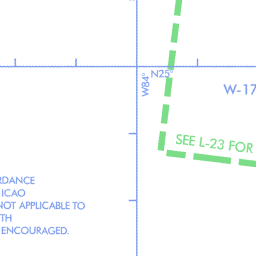 N25°
W84°
W-17
SEE L-23 FOR
RDANCE
ICAO
NOT APPLICABLE TO
TH
ENCOURAGED.